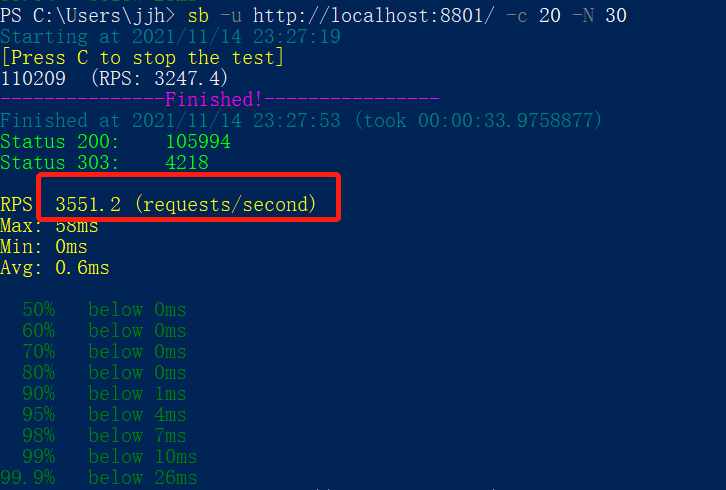 PS C:\Users\jjh> sb -u http://localhost:8801/ -c 20 -N 30
Starting at 2021/11/14 23:27:19
[Press C to stop the test]
110209  (RPS: 3247.4)
---------------Finished!----------------
Finished at 2021/11/14 23:27:53 (took 00:00:33.9758877)
Status 200:    105994
Status 303:    4218
RPS: 3551.2 (requests/second)
Max: 58ms
Min: 0ms
Avg: 0.6ms
50%   below 0ms
60%   below 0ms
70%   below 0ms
80%   below 0ms
90%   below 1ms
95%   below 4ms
98%   below 7ms
99%   below 10ms
99.9%   below 26ms